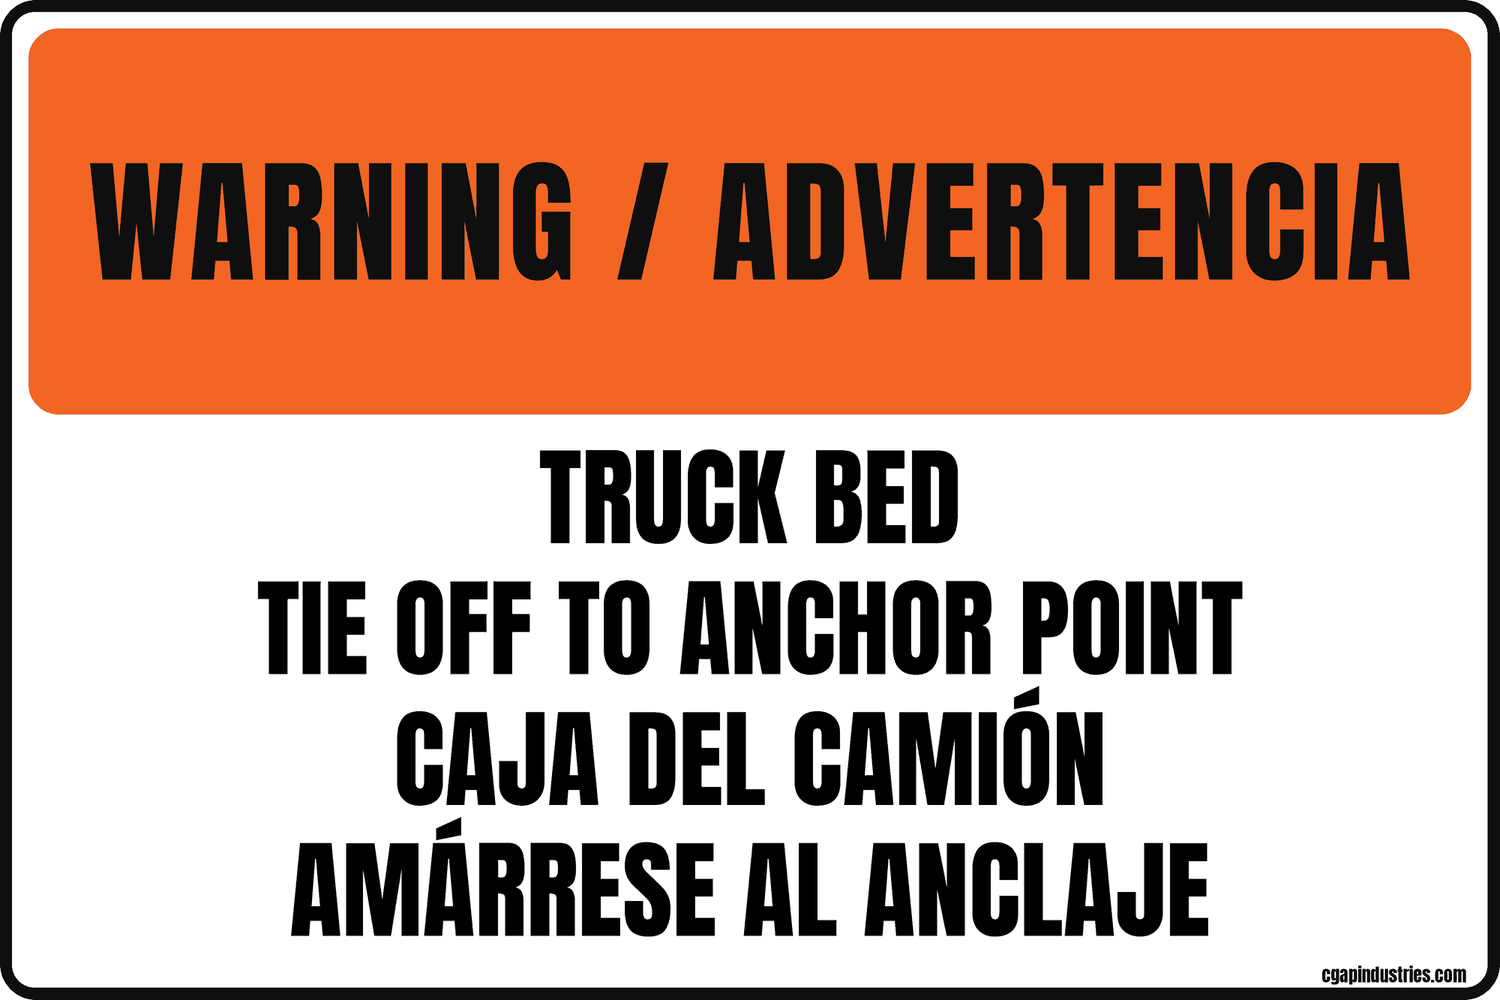 WARNING / ADVERTENCIA
TRUCK BED
TIE OFF TO ANCHOR POINT
CAJA DEL CAMIÓN
AMÁRRESE AL ANCLAJE
cgapindustries.com